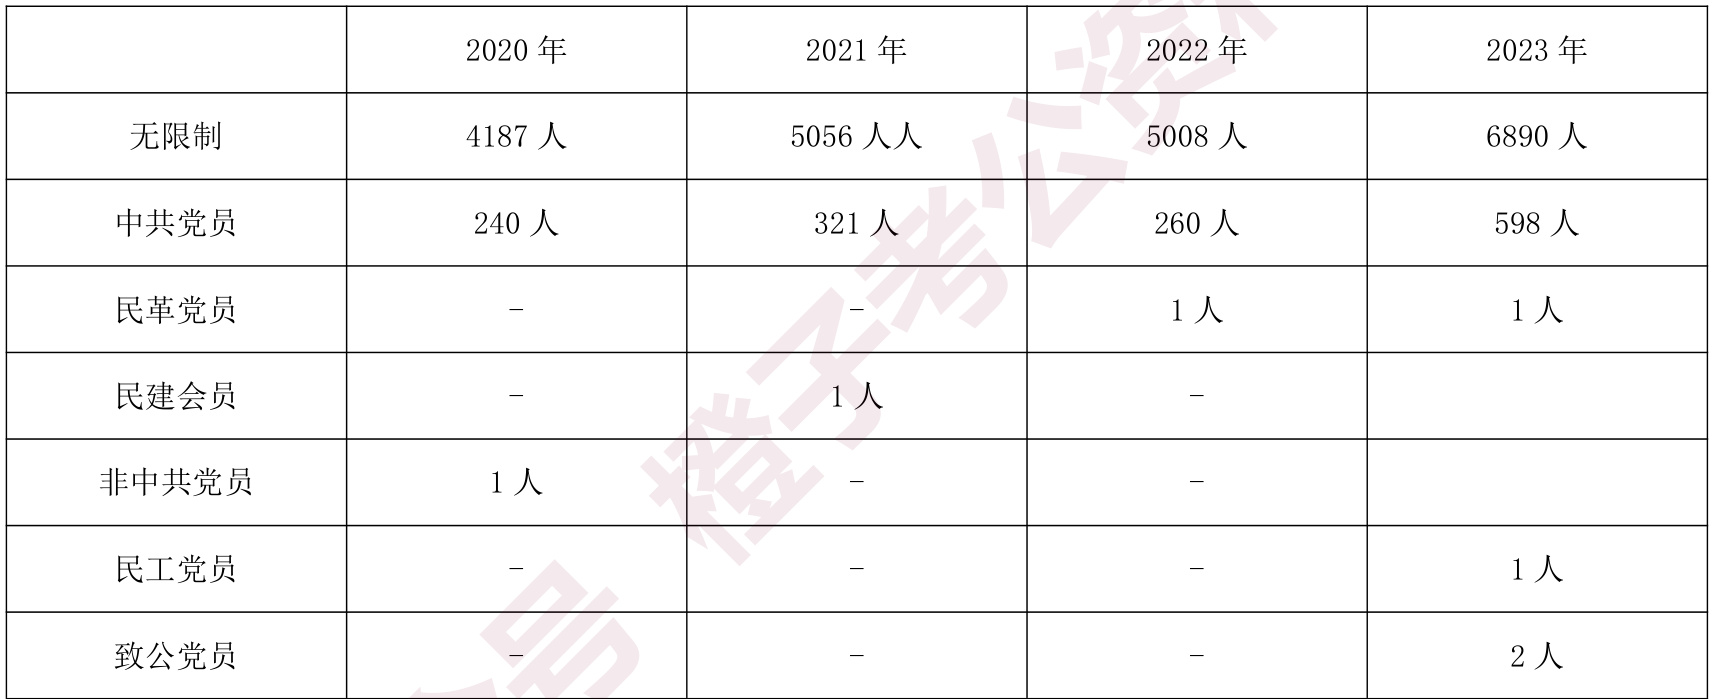 2020 年 2021 年 2022 年 2023 年
无限制 4187 人 5056 人人 5008 人 6890 人
中共党员 240 人 321 人 260 人 598 人
民革党员 - - 1 人 1 人
民建会员 - 1 人 -
非中共党员 1 人 - -
民工党员 - - - 1 人
致公党员 - - - 2 人
号 橙子考公资